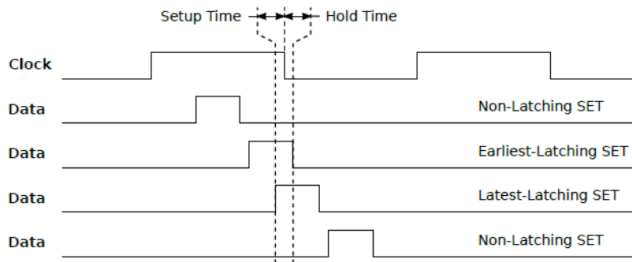 Setup Time Hold Time
Clock
Data Non-Latching SET
Data Earliest-Latching SET
Data Latest-Latching SET
Data Non-Latching SET